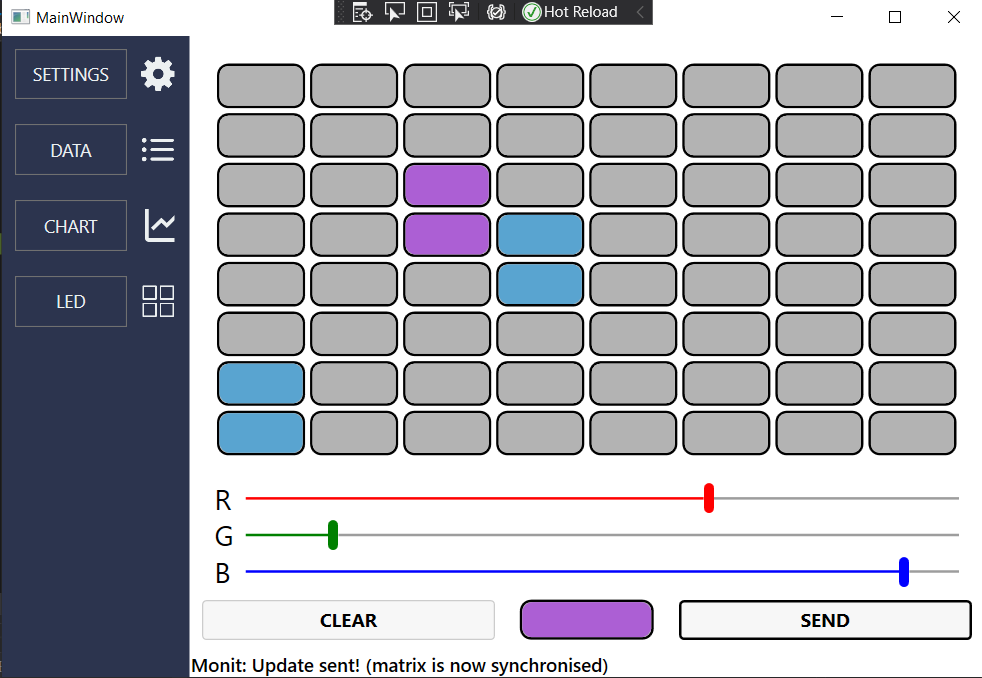 MainWindow
Hot Reload
SETTINGS
DATA
CHART
LED
R
G
B
CLEAR
SEND
Monit: Update sent! (matrix is now synchronised)